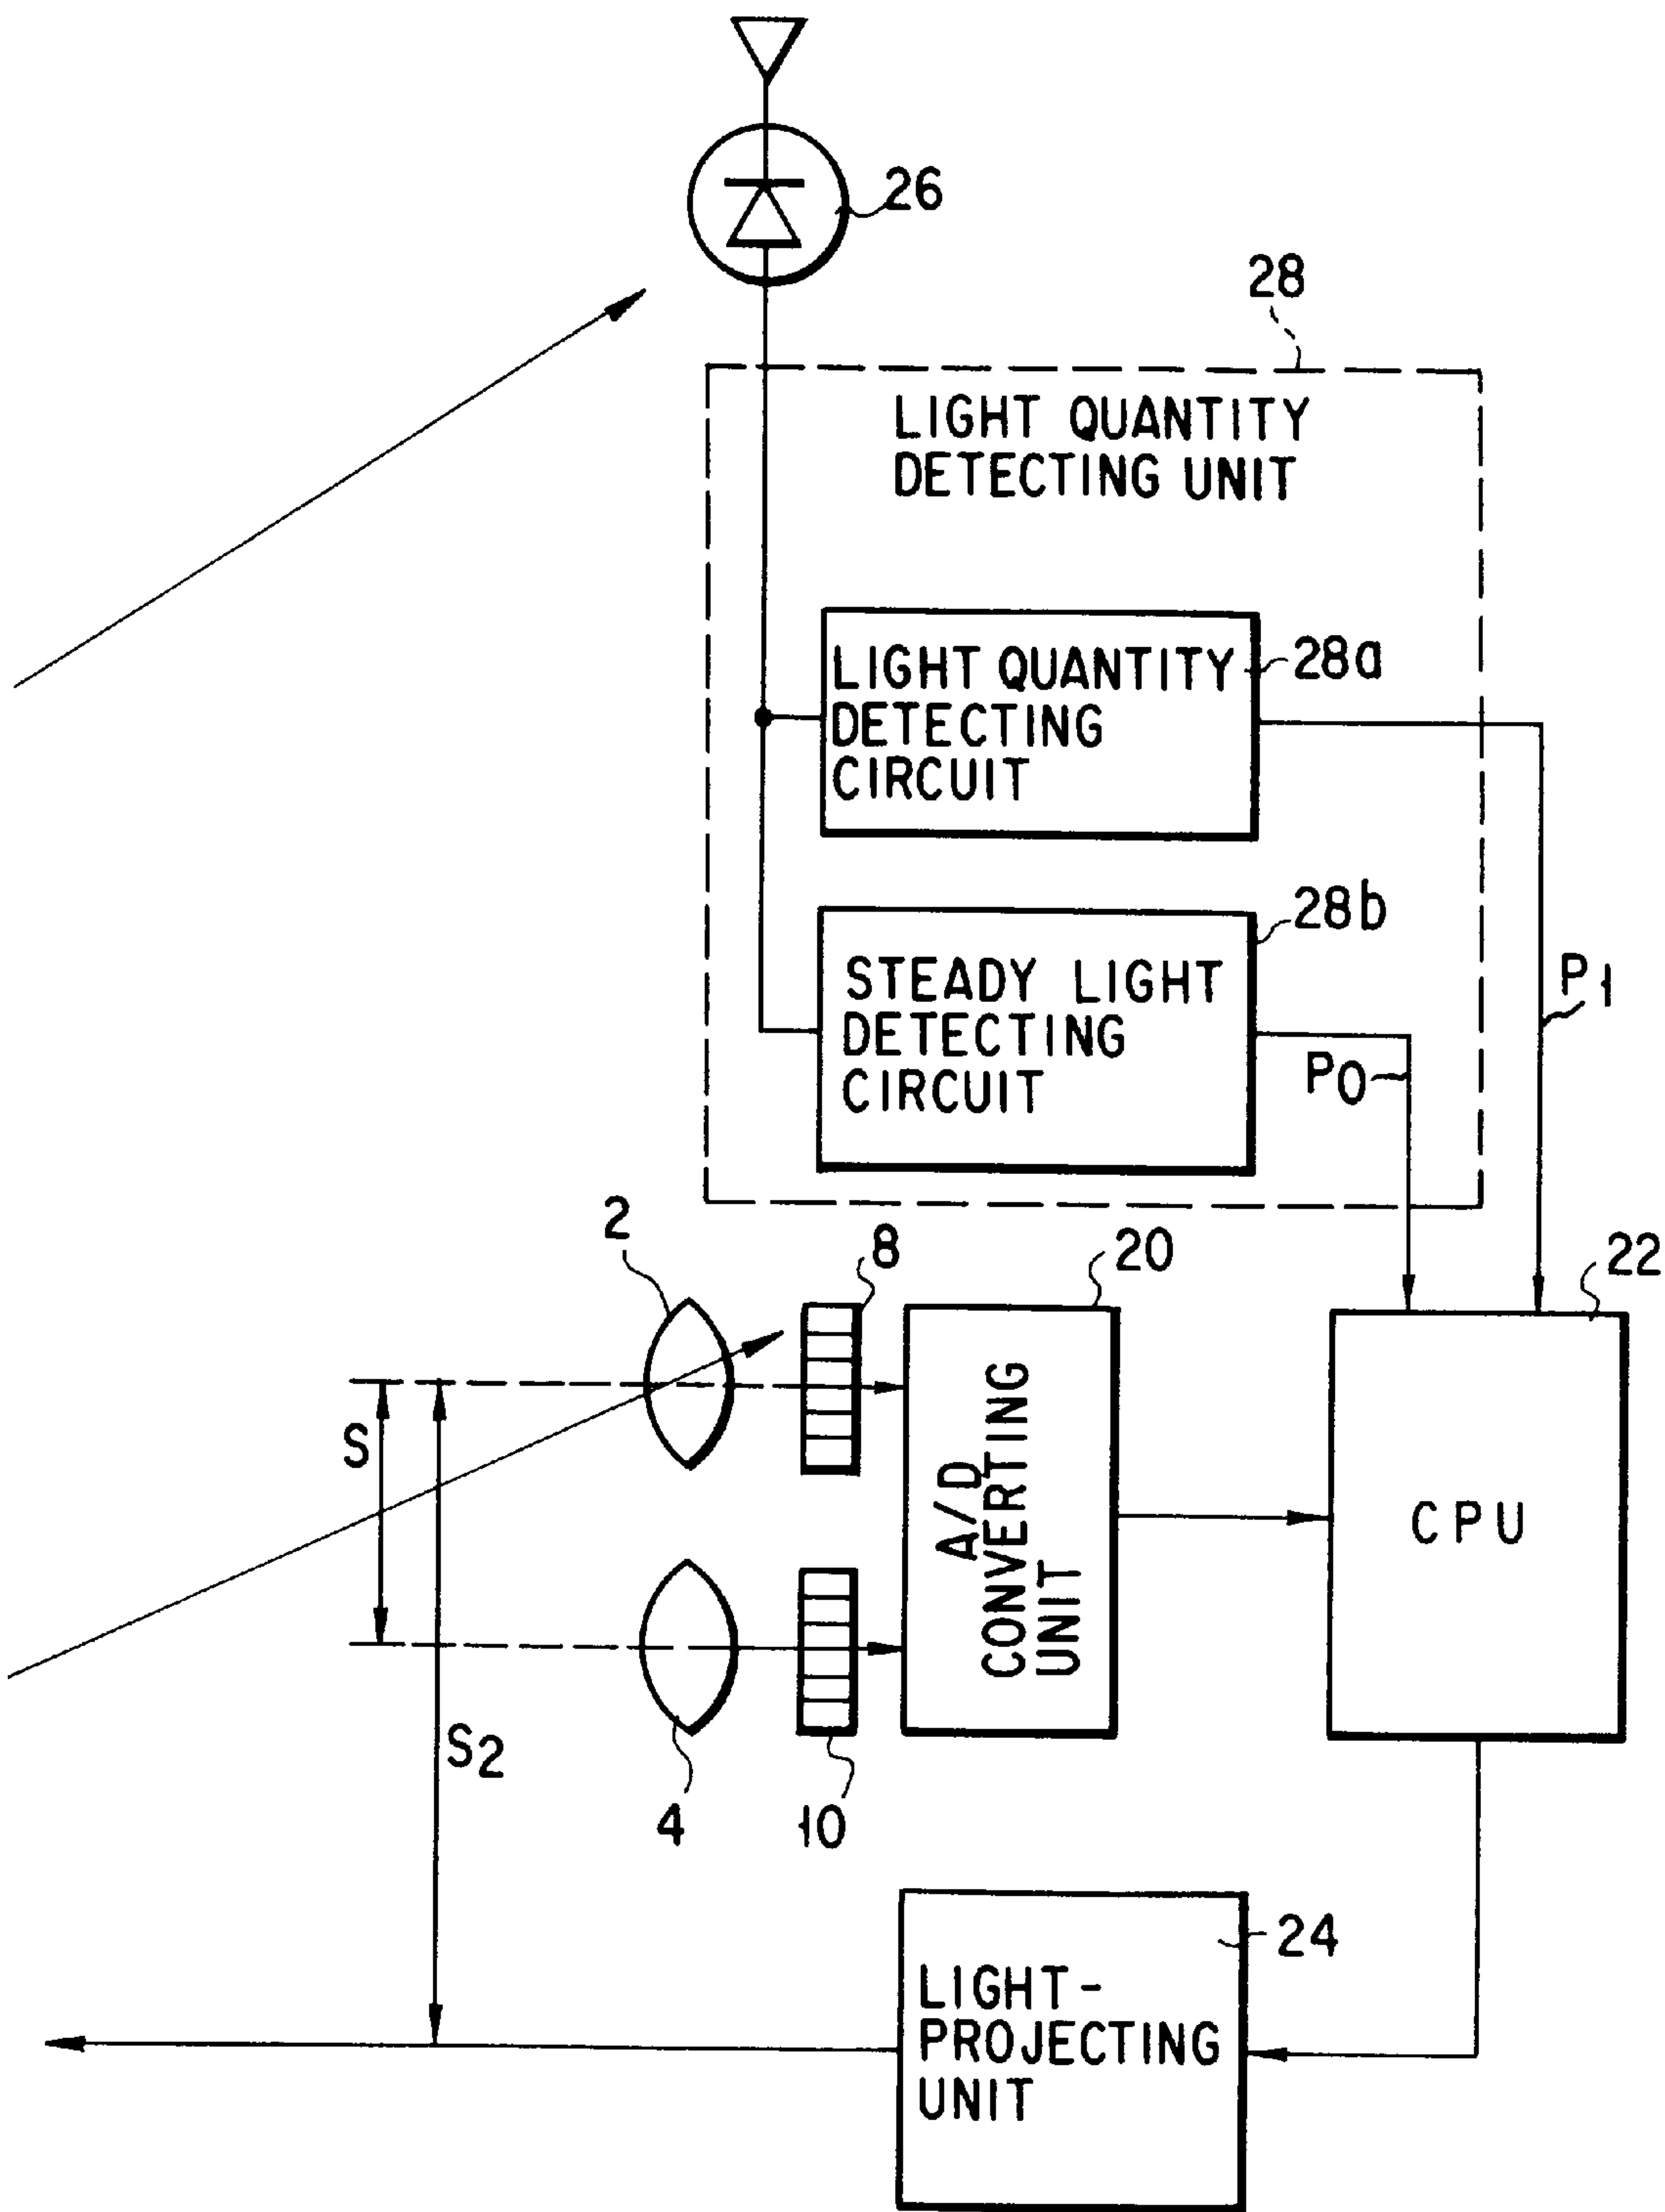 26
28
LIGHT QUANTITY
DETECTING UNIT
LIGHT QUANTITY
DETECTING
CIRCUIT
28a
STEADY LIGHT
DETECTING
CIRCUIT
28b
P1
P0
2
8
20
22
S
A/D
CONVERTING
UNIT
CPU
S2
4
10
24
LIGHT-
PROJECTING
UNIT